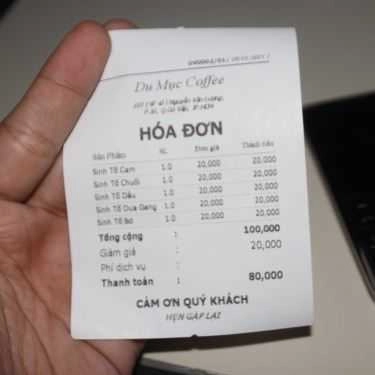 Du Mục Coffee
HÓA ĐƠN
Sản Phẩm SL Đơn giá Thành tiền
Sinh Tố Cam 1.0 20,000 20,000
Sinh Tố Chuối 1.0 20,000 20,000
Sinh Tố Dâu 1.0 20,000 20,000
Sinh Tố Dưa Gang 1.0 20,000 20,000
Sinh Tố Bơ 1.0 20,000 20,000
Tổng cộng : 100,000
Giảm giá : 20,000
Phí dịch vụ :
Thanh toán : 80,000
CẢM ƠN QUÝ KHÁCH
HẸN GẶP LẠI